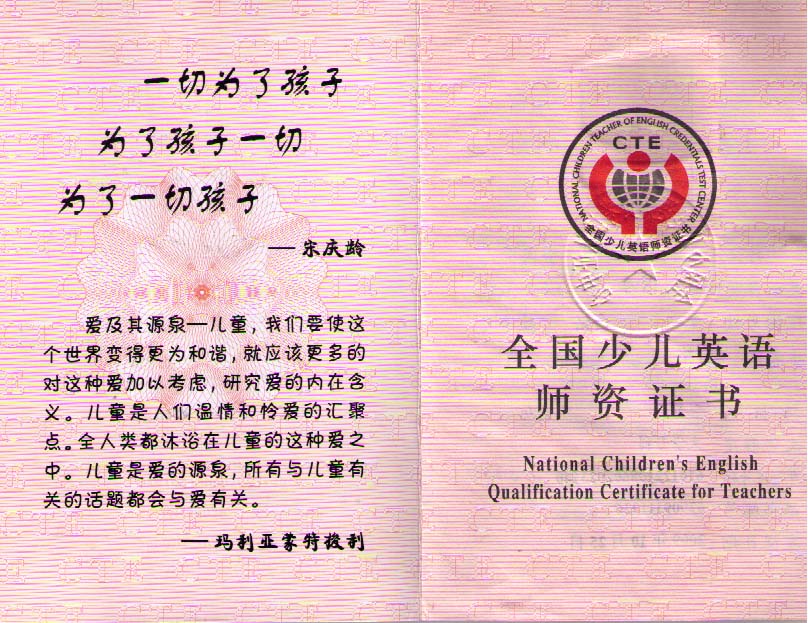 一切为了孩子
为了孩子一切
为了一切孩子
— 宋庆龄
爱及其源泉—儿童，我们要使这
个世界变得更为和谐，就应该更多的
对这种爱加以考虑，研究爱的内在含
义。儿童是人们温情和怜爱的汇聚
点。全人类都沐浴在儿童的这种爱之
中。儿童是爱的源泉，所有与儿童有
关的话题都会与爱有关。
— 玛利亚蒙特梭利
NATIONAL CHILDREN TEACHER OF ENGLISH CREDENTIALS TEST CENTER
CTE
全国少儿英语师资证书
全国少儿英语
师资证书
National Children's English
Qualification Certificate for Teachers